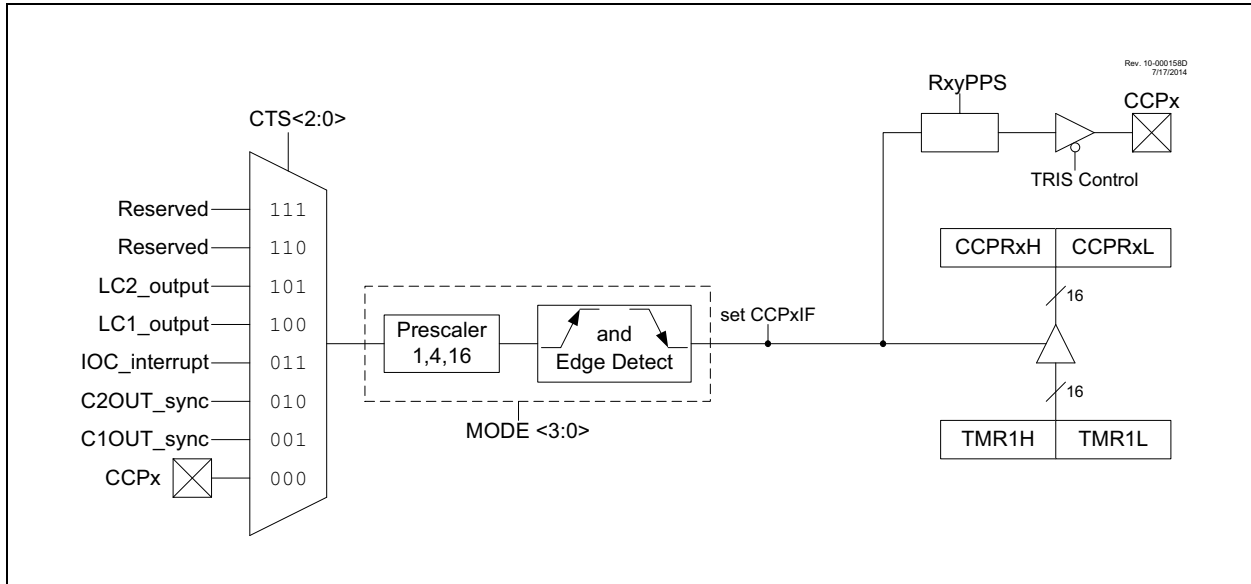 Rev. 10-000158D
7/17/2014
RxyPPS
CCPx
TRIS Control
CTS<2:0>
Reserved 111
Reserved 110
LC2_output 101
LC1_output 100
IOC_interrupt 011
C2OUT_sync 010
C1OUT_sync 001
CCPx 000
Prescaler
1,4,16
and
Edge Detect
MODE <3:0>
set CCPxIF
CCPRxH CCPRxL
16
16
TMR1H TMR1L